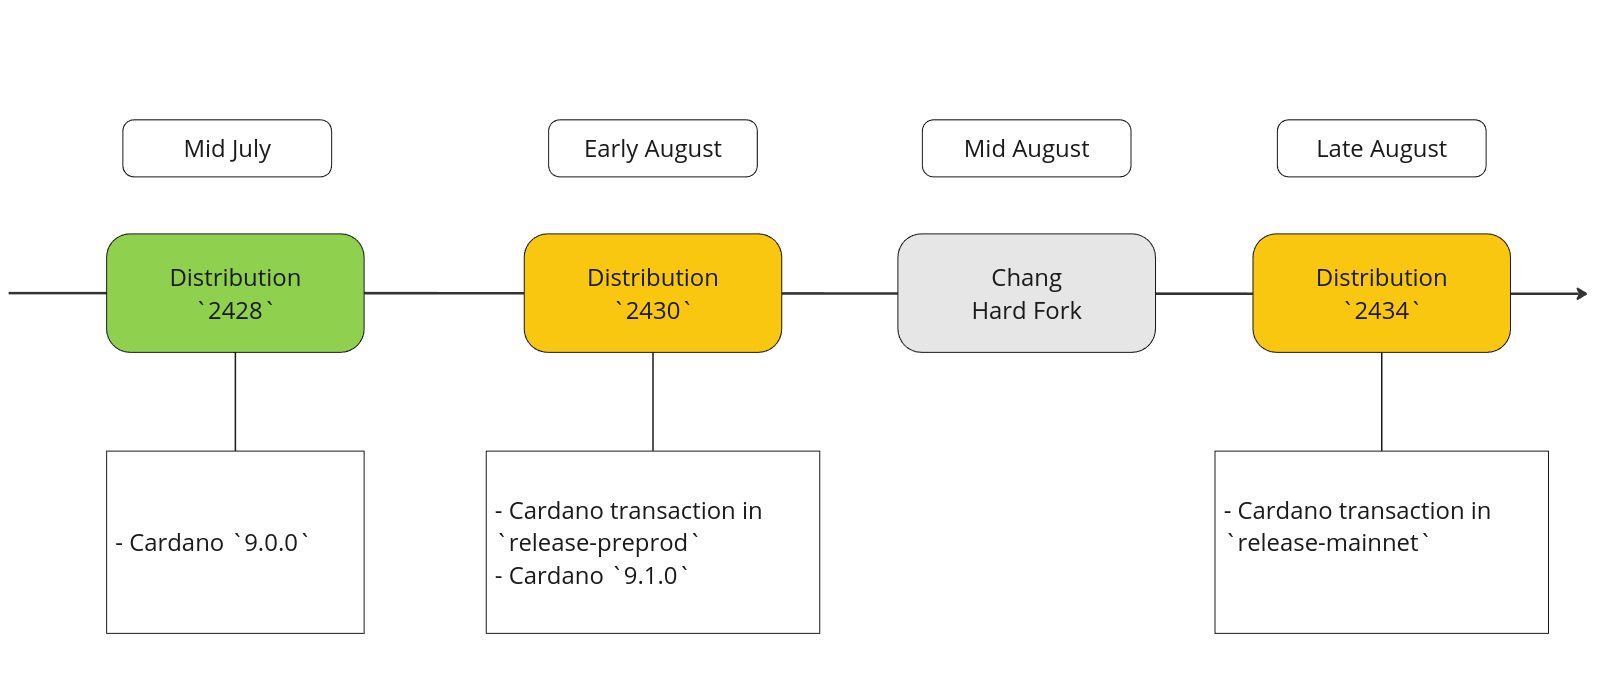 Mid July
Early August
Mid August
Late August
Distribution
`2428`
Distribution
`2430`
Chang
Hard Fork
Distribution
`2434`
- Cardano `9.0.0`
- Cardano transaction in
`release-preprod`
- Cardano `9.1.0`
- Cardano transaction in
`release-mainnet`